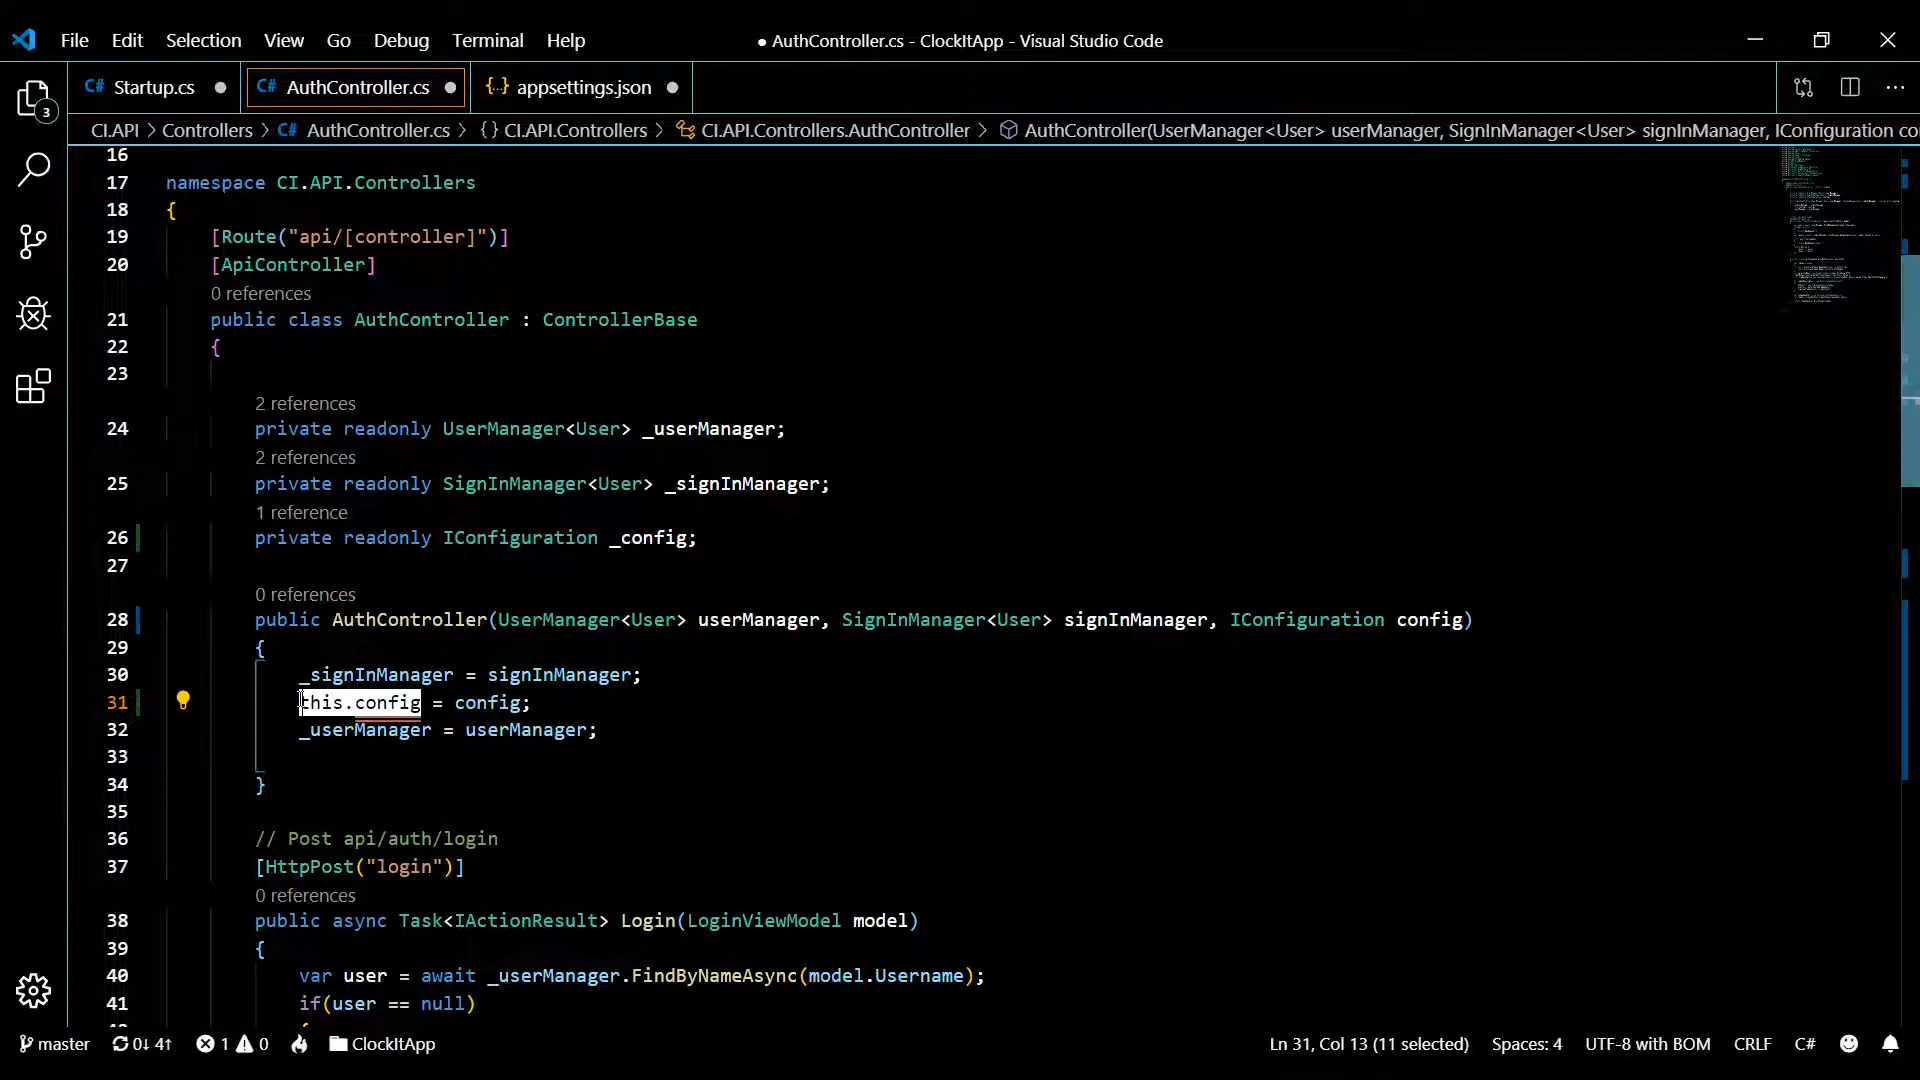 File Edit Selection View Go Debug Terminal Help
● AuthController.cs - ClockItApp - Visual Studio Code
C# Startup.cs ●
C# AuthController.cs ●
{..} appsettings.json ●
3
CI.API > Controllers > C# AuthController.cs > {} CI.API.Controllers > CI.API.Controllers.AuthController > AuthController(UserManager<User> userManager, SignInManager<User> signInManager, IConfiguration co
16
17 namespace CI.API.Controllers
18 {
19 [Route("api/[controller]")]
20 [ApiController]
0 references
21 public class AuthController : ControllerBase
22 {
23
2 references
24 private readonly UserManager<User> _userManager;
2 references
25 private readonly SignInManager<User> _signInManager;
1 reference
26 private readonly IConfiguration _config;
27
0 references
28 public AuthController(UserManager<User> userManager, SignInManager<User> signInManager, IConfiguration config)
29 {
30 _signInManager = signInManager;
31 this.config = config;
32 _userManager = userManager;
33
34 }
35
36 // Post api/auth/login
37 [HttpPost("login")]
0 references
38 public async Task<IActionResult> Login(LoginViewModel model)
39 {
40 var user = await _userManager.FindByNameAsync(model.Username);
41 if(user == null)
master 0↓ 4↑ 1 0 ClockItApp
Ln 31, Col 13 (11 selected) Spaces: 4 UTF-8 with BOM CRLF C#